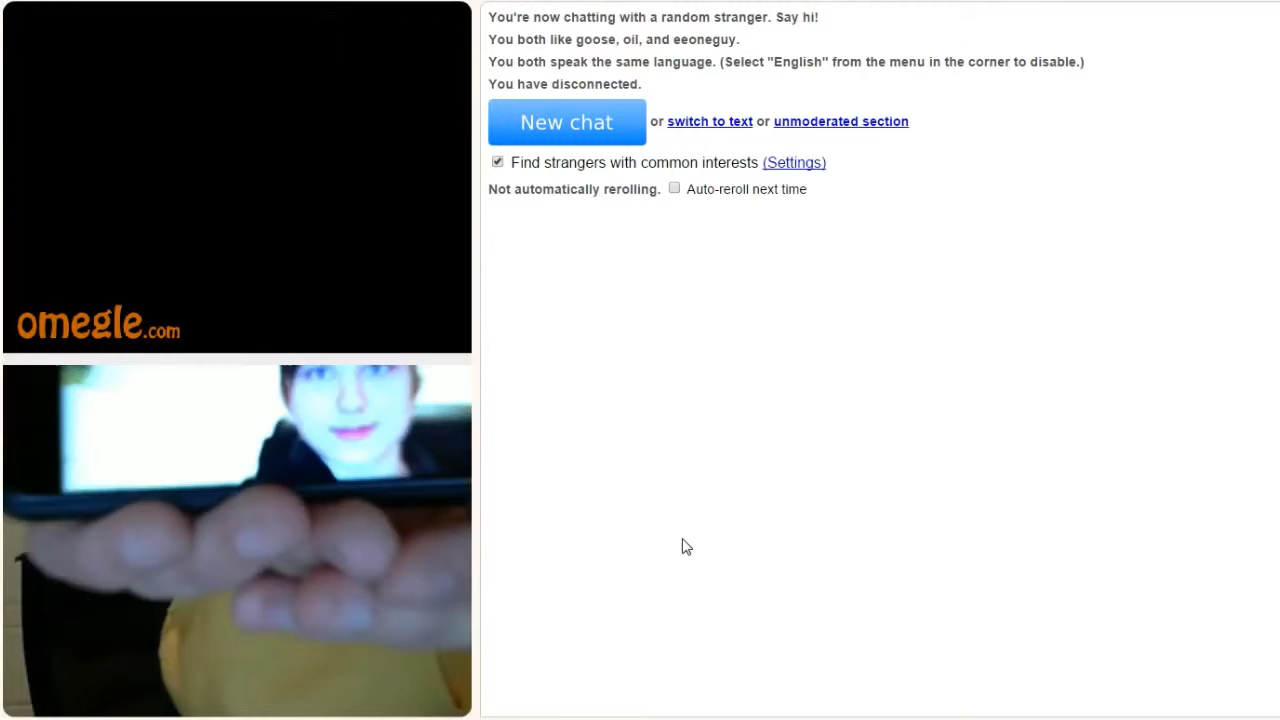 You're now chatting with a random stranger. Say hi!
You both like goose, oil, and eeoneguy.
You both speak the same language. (Select "English" from the menu in the corner to disable.)
You have disconnected.
New chat or switch to text or unmoderated section
Find strangers with common interests (Settings)
Not automatically rerolling. Auto-reroll next time
omegle.com